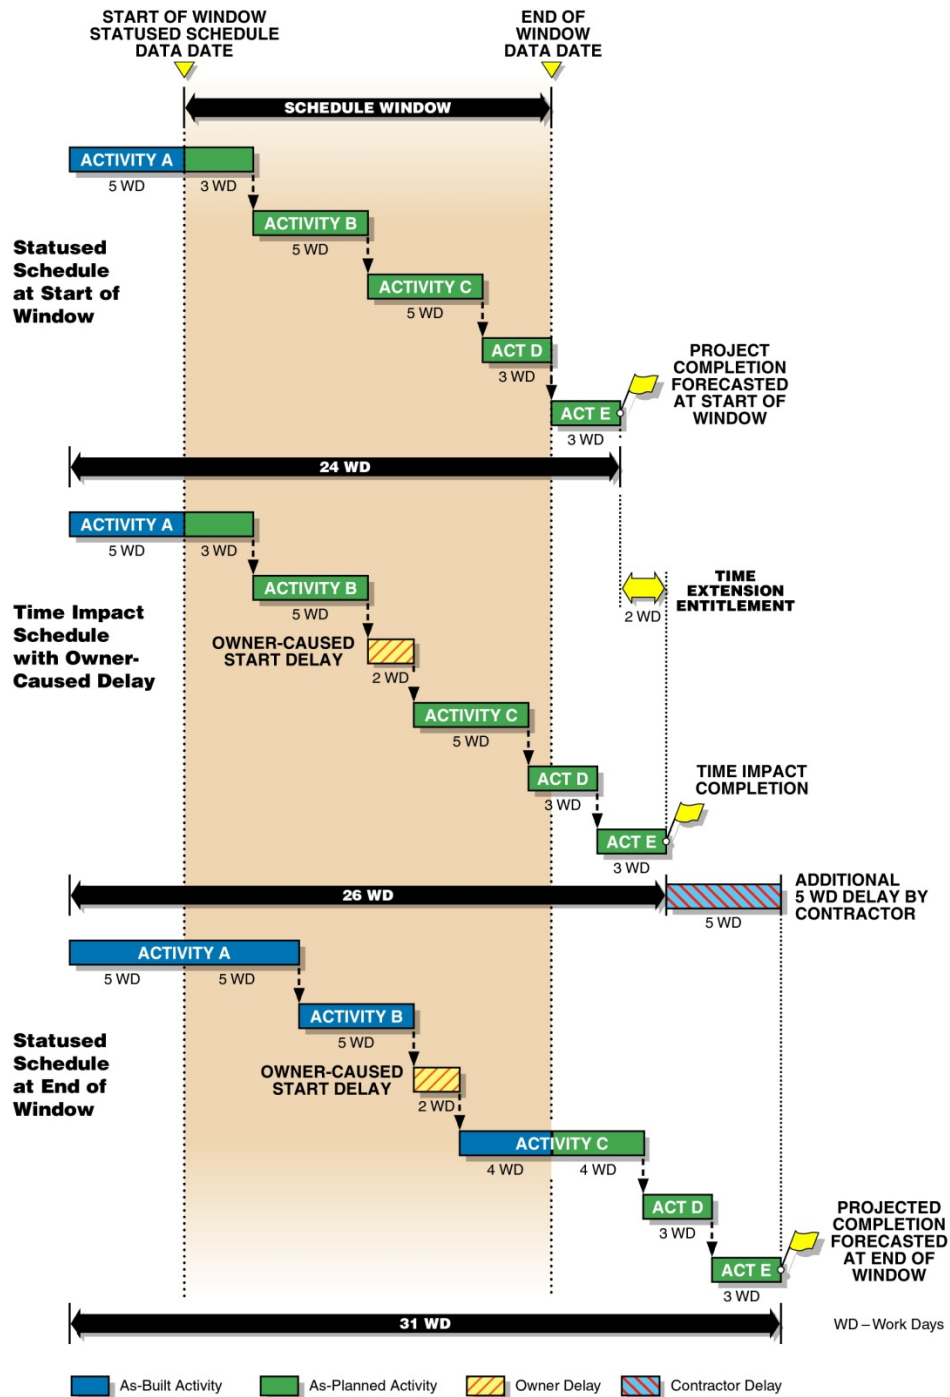 START OF WINDOW
STATUSED SCHEDULE
DATA DATE
END OF
WINDOW
DATA DATE
SCHEDULE WINDOW
ACTIVITY A
5 WD
3 WD
ACTIVITY B
5 WD
Statused
Schedule
at Start of
Window
ACTIVITY C
5 WD
ACT D
3 WD
PROJECT
COMPLETION
FORECASTED
AT START OF
WINDOW
ACT E
3 WD
24 WD
ACTIVITY A
5 WD
3 WD
ACTIVITY B
5 WD
TIME
EXTENSION
ENTITLEMENT
2 WD
Time Impact
Schedule
with Owner-
Caused Delay
OWNER-CAUSED
START DELAY
2 WD
ACTIVITY C
5 WD
ACT D
3 WD
TIME IMPACT
COMPLETION
ACT E
3 WD
26 WD
5 WD
ADDITIONAL
5 WD DELAY BY
CONTRACTOR
ACTIVITY A
5 WD
5 WD
ACTIVITY B
5 WD
Statused
Schedule
at End of
Window
OWNER-CAUSED
START DELAY
2 WD
ACTIVITY C
4 WD
4 WD
ACT D
3 WD
PROJECTED
COMPLETION
FORECASTED
AT END OF
WINDOW
ACT E
3 WD
31 WD
WD – Work Days
As-Built Activity
As-Planned Activity
Owner Delay
Contractor Delay